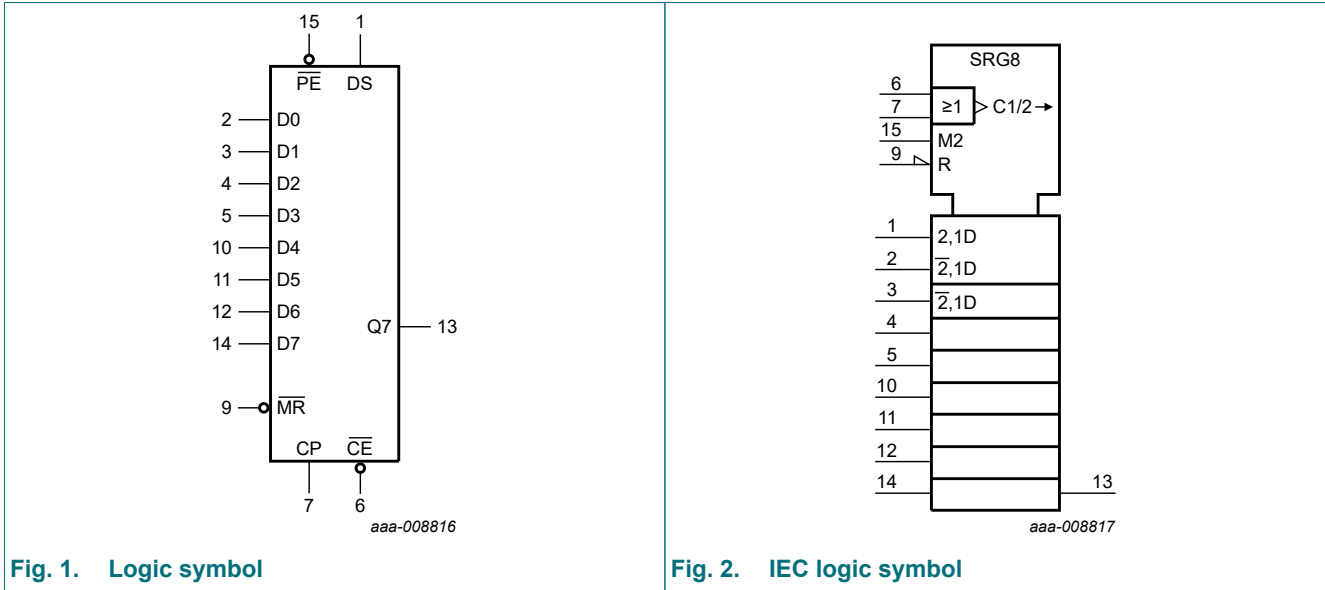 15 1
P̅E̅ DS
2 D0
3 D1
4 D2
5 D3
10 D4
11 D5
12 D6
Q7 13
14 D7
9 M̅R̅
CP C̅E̅
7 6
aaa-008816
Fig. 1. Logic symbol
SRG8
6
≥1 C1/2
7
15
M2
9
R
1
2,1D
2
2̅,1D
3
2̅,1D
4
5
10
11
12
14 13
aaa-008817
Fig. 2. IEC logic symbol